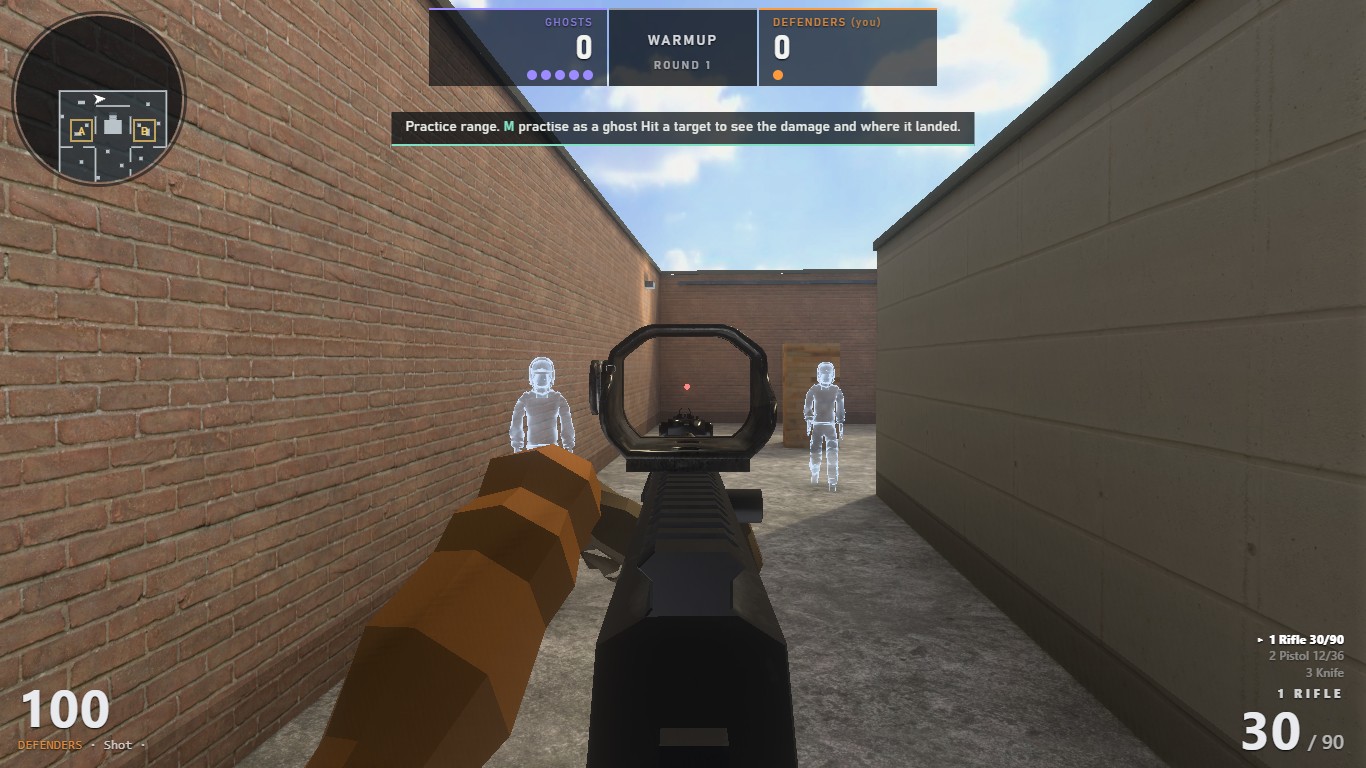 GHOSTS
0
WARMUP
ROUND 1
DEFENDERS (you)
0
Practice range. M practise as a ghost Hit a target to see the damage and where it landed.
A
B
1 Rifle 30/90
2 Pistol 12/36
3 Knife
1 RIFLE
30 / 90
100
DEFENDERS · Shot ·